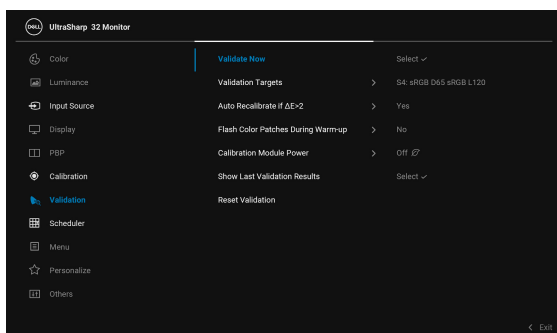 DELL UltraSharp 32 Monitor
Color
Luminance
Input Source
Display
PBP
Calibration
Validation
Scheduler
Menu
Personalize
Others
Validate Now Select
Validation Targets S4: sRGB D65 sRGB L120
Auto Recalibrate if ΔE>2 Yes
Flash Color Patches During Warm-up No
Calibration Module Power Off
Show Last Validation Results Select
Reset Validation
Exit